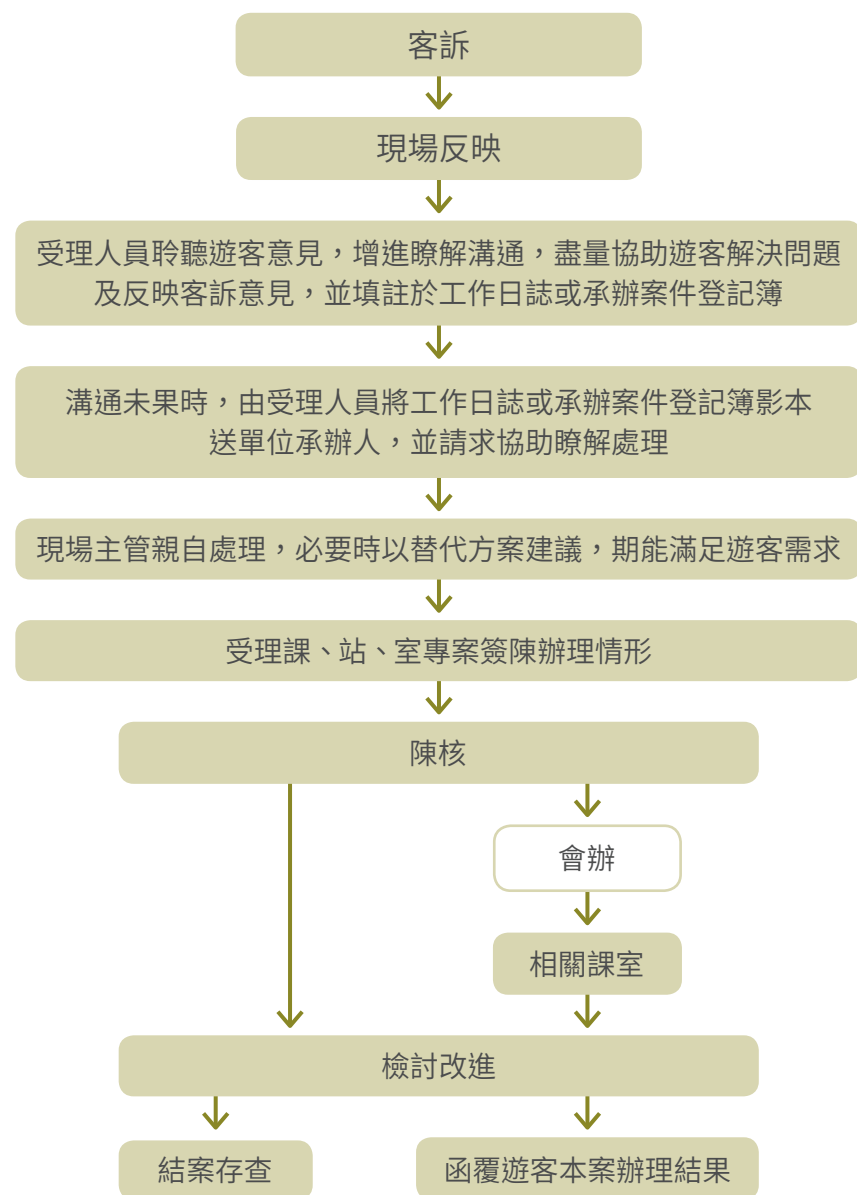 客訴
現場反映
受理人員聆聽遊客意見，增進瞭解溝通，盡量協助遊客解決問題
及反映客訴意見，並填註於工作日誌或承辦案件登記簿
溝通未果時，由受理人員將工作日誌或承辦案件登記簿影本
送單位承辦人，並請求協助瞭解處理
現場主管親自處理，必要時以替代方案建議，期能滿足遊客需求
受理課、站、室專案簽陳辦理情形
陳核
會辦
相關課室
檢討改進
結案存查
函覆遊客本案辦理結果